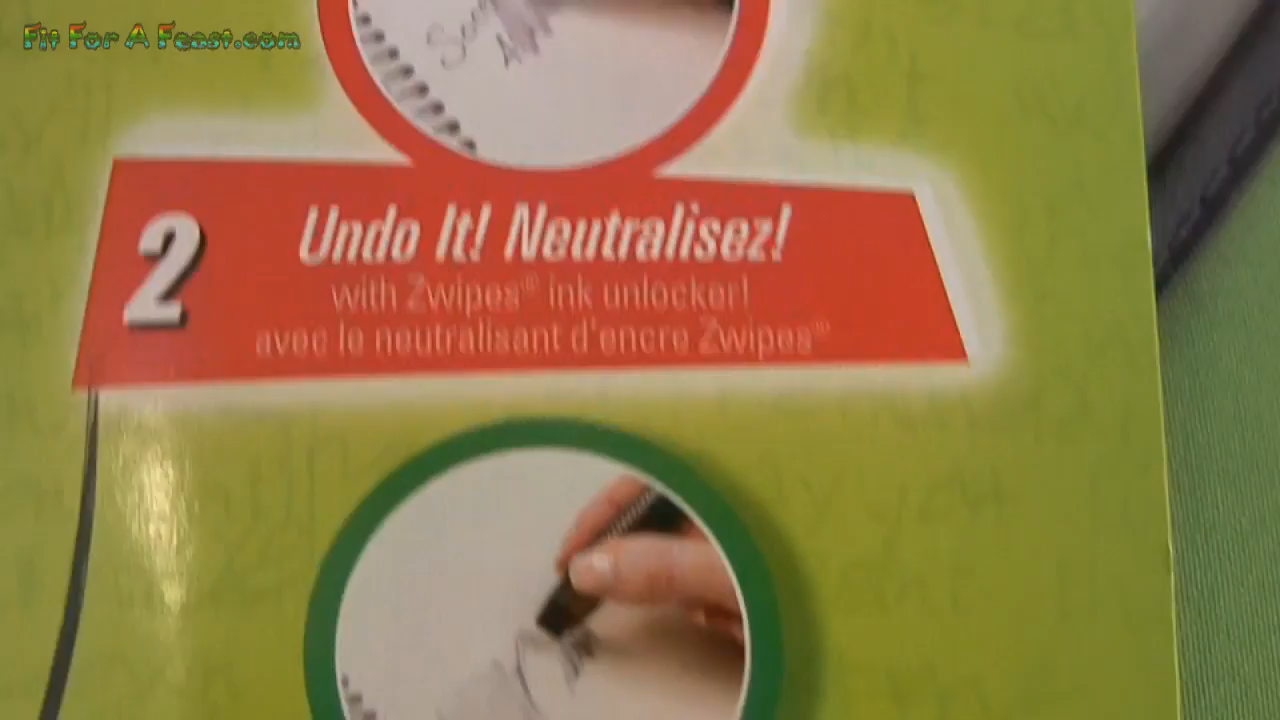 Fit For A Feast.com
2
Undo It! Neutralisez!
with Zwipes® ink unlocker!
avec le neutralisant d'encre Zwipes®